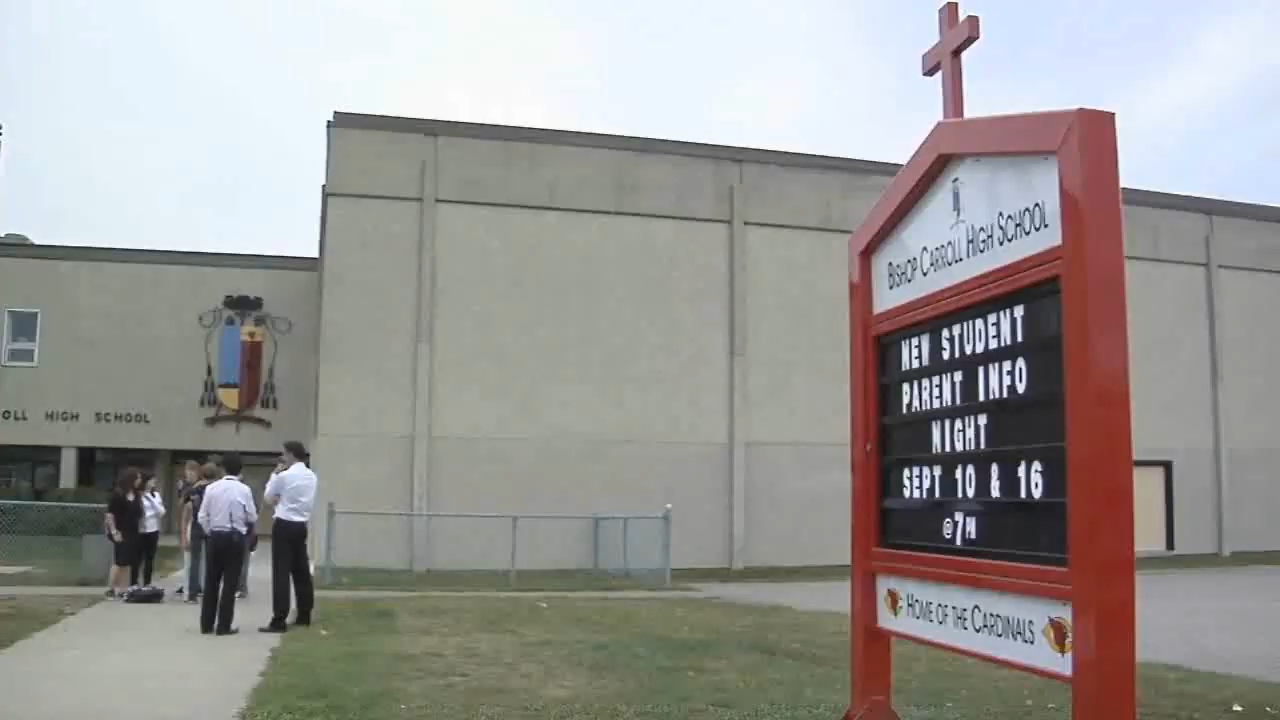 BISHOP CARROLL HIGH SCHOOL
NEW STUDENT
PARENT INFO
NIGHT
SEPT 10 & 16
@7PM
HOME OF THE CARDINALS
OLL HIGH SCHOOL